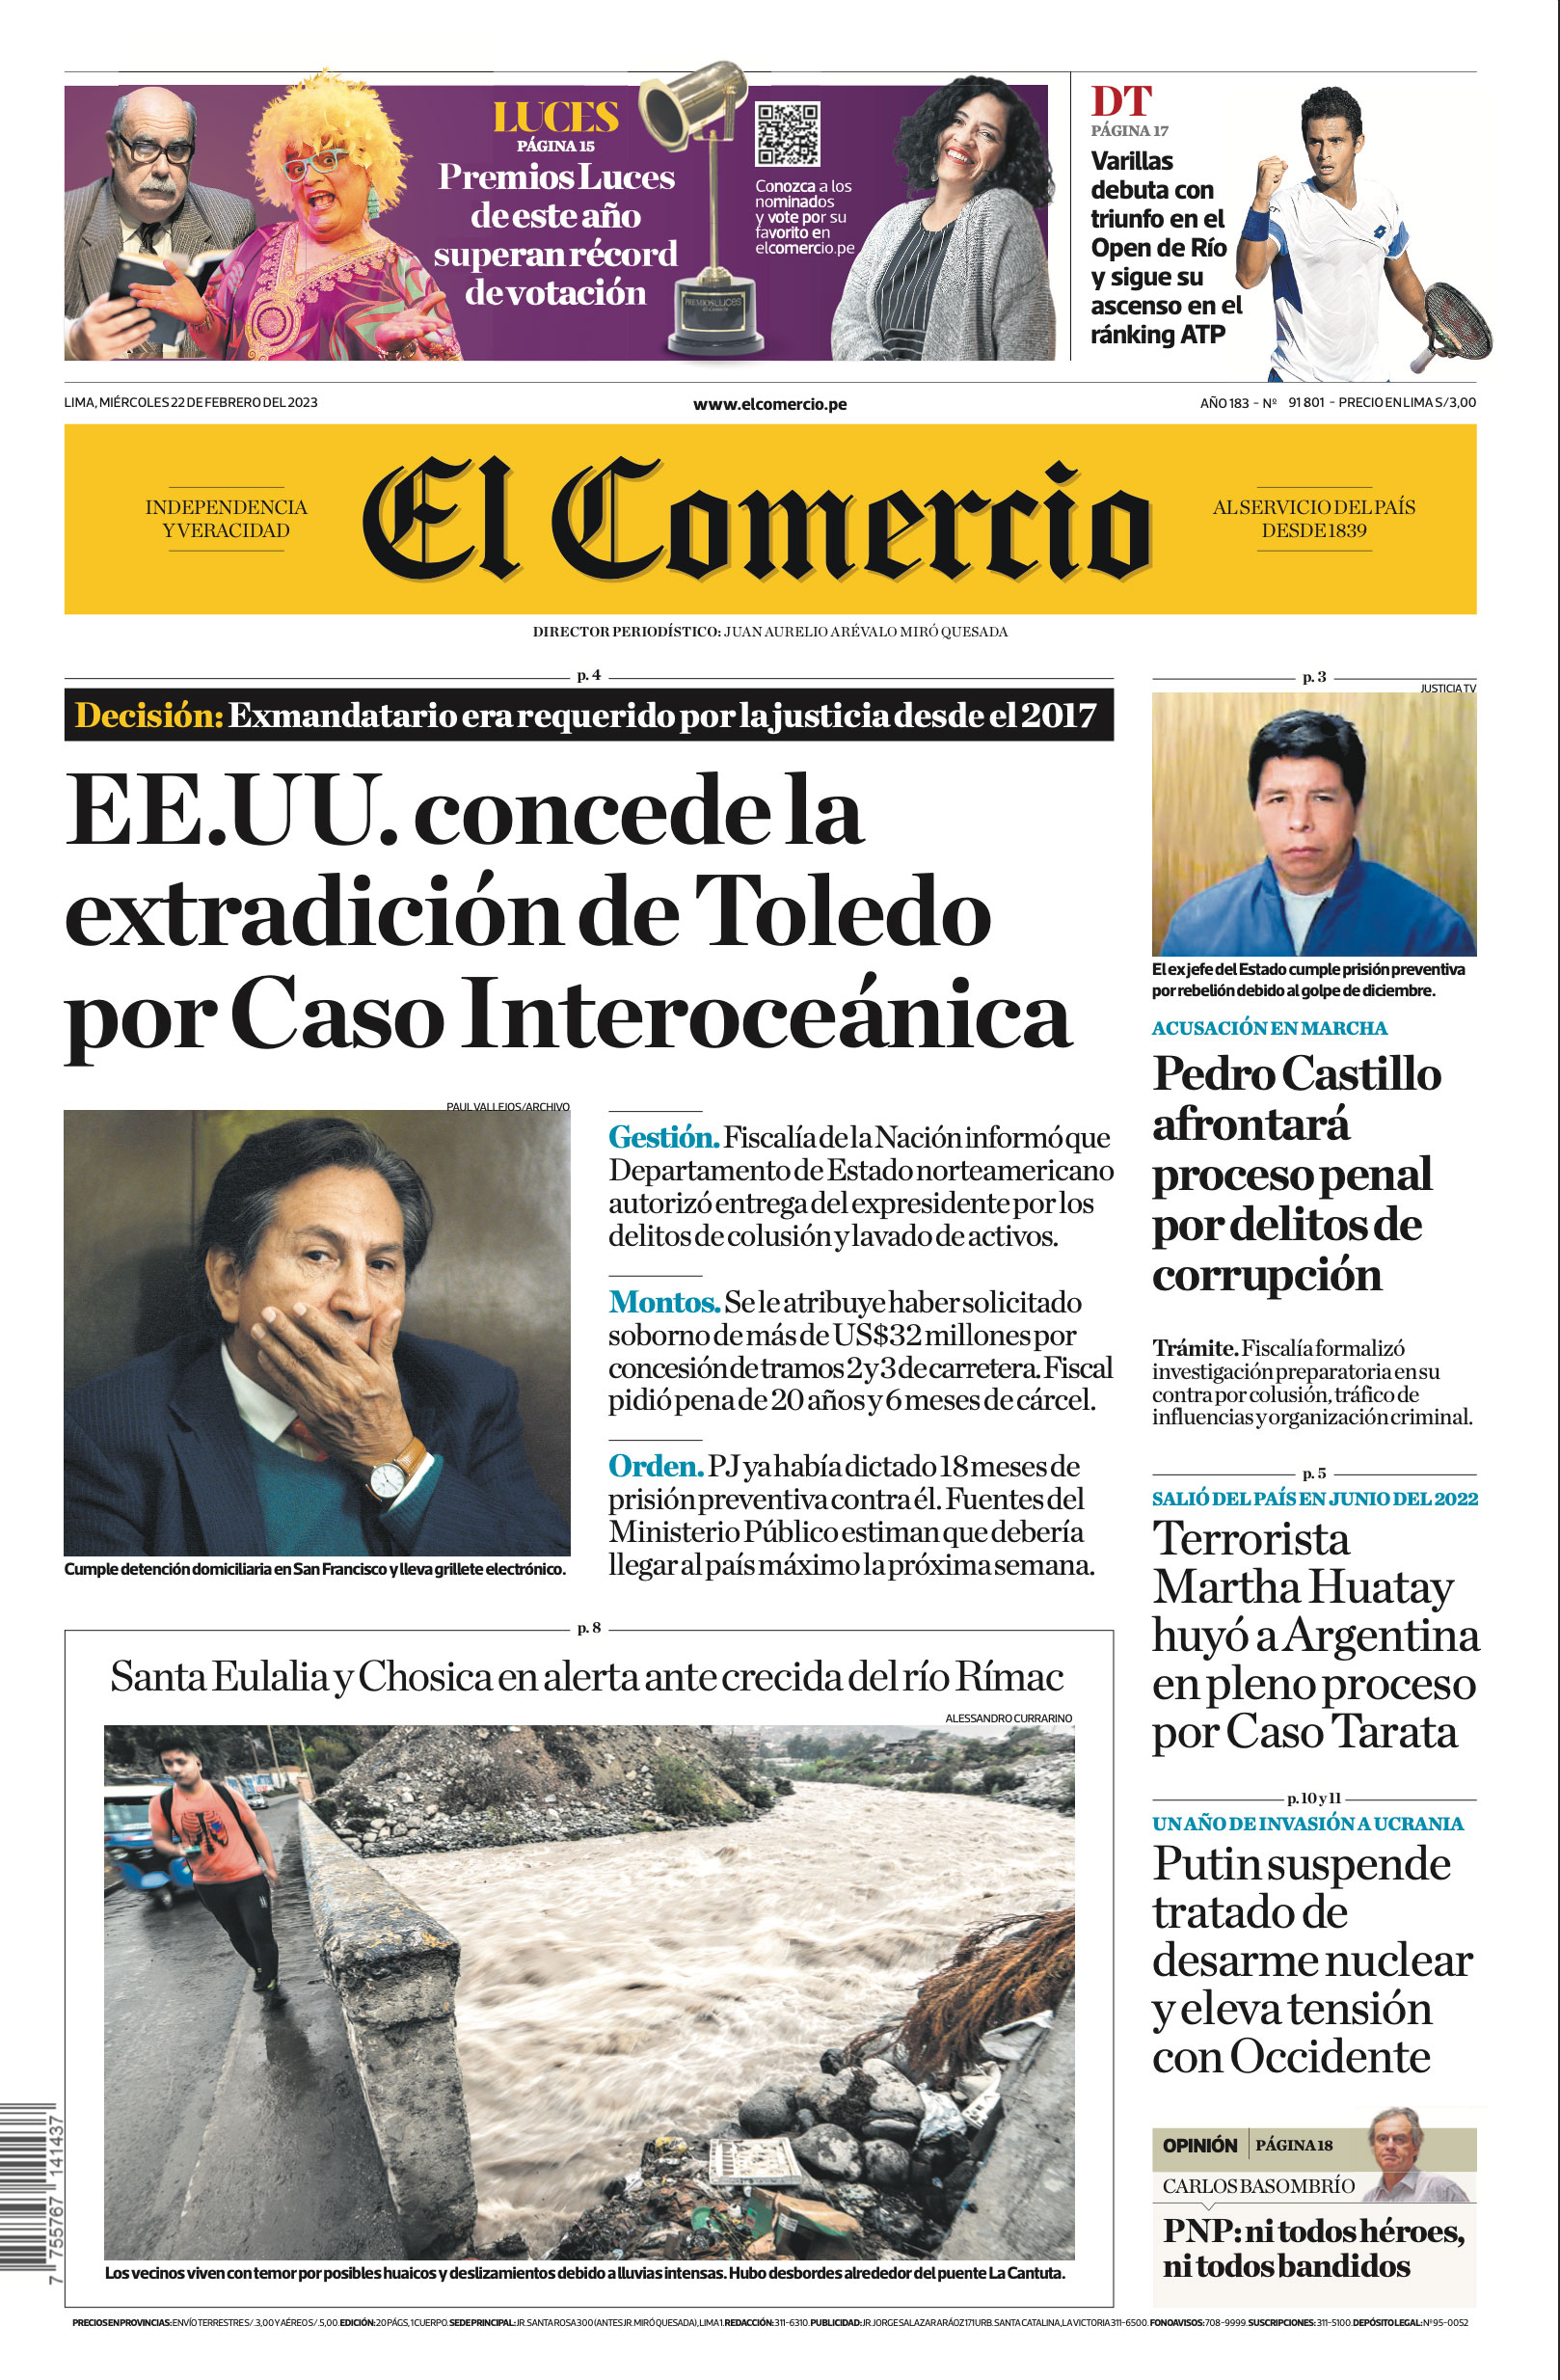 LUCES
PÁGINA 15
Premios Luces
de este año
superan récord
de votación
PREMIOSLUCES
El Comercio
Conozca a los
nominados
y vote por su
favorito en
elcomercio.pe
DT
PÁGINA 17
Varillas
debuta con
triunfo en el
Open de Río
y sigue su
ascenso en el
ránking ATP
LIMA, MIÉRCOLES 22 DE FEBRERO DEL 2023
www.elcomercio.pe
AÑO 183 - Nº 91 801 - PRECIO EN LIMA S/3,00
INDEPENDENCIA
Y VERACIDAD
El Comercio
AL SERVICIO DEL PAÍS
DESDE 1839
DIRECTOR PERIODÍSTICO: JUAN AURELIO ARÉVALO MIRÓ QUESADA
p. 4
Decisión: Exmandatario era requerido por la justicia desde el 2017
EE.UU. concede la
extradición de Toledo
por Caso Interoceánica
PAUL VALLEJOS/ARCHIVO
Cumple detención domiciliaria en San Francisco y lleva grillete electrónico.
Gestión. Fiscalía de la Nación informó que
Departamento de Estado norteamericano
autorizó entrega del expresidente por los
delitos de colusión y lavado de activos.
Montos. Se le atribuye haber solicitado
soborno de más de US$32 millones por
concesión de tramos 2 y 3 de carretera. Fiscal
pidió pena de 20 años y 6 meses de cárcel.
Orden. PJ ya había dictado 18 meses de
prisión preventiva contra él. Fuentes del
Ministerio Público estiman que debería
llegar al país máximo la próxima semana.
p. 8
Santa Eulalia y Chosica en alerta ante crecida del río Rímac
ALESSANDRO CURRARINO
Los vecinos viven con temor por posibles huaicos y deslizamientos debido a lluvias intensas. Hubo desbordes alrededor del puente La Cantuta.
p. 3
JUSTICIA TV
El ex jefe del Estado cumple prisión preventiva
por rebelión debido al golpe de diciembre.
ACUSACIÓN EN MARCHA
Pedro Castillo
afrontará
proceso penal
por delitos de
corrupción
Trámite. Fiscalía formalizó
investigación preparatoria en su
contra por colusión, tráfico de
influencias y organización criminal.
p. 5
SALIÓ DEL PAÍS EN JUNIO DEL 2022
Terrorista
Martha Huatay
huyó a Argentina
en pleno proceso
por Caso Tarata
p. 10 y 11
UN AÑO DE INVASIÓN A UCRANIA
Putin suspende
tratado de
desarme nuclear
y eleva tensión
con Occidente
OPINIÓN PÁGINA 18
CARLOS BASOMBRÍO
PNP: ni todos héroes,
ni todos bandidos
7 755767 141437
PRECIOS EN PROVINCIAS: ENVÍO TERRESTRE S/.3,00 Y AÉREO S/.5,00. EDICIÓN: 20 PÁGS, 1 CUERPO. SEDE PRINCIPAL: JR. SANTA ROSA 300 (ANTES JR. MIRÓ QUESADA), LIMA 1. REDACCIÓN: 311-6310. PUBLICIDAD: JR. JORGE SALAZAR ARÁOZ 171 URB. SANTA CATALINA, LA VICTORIA 311-6500. FONOAVISOS: 708-9999. SUSCRIPCIONES: 311-5100. DEPÓSITO LEGAL: Nº 95-0052